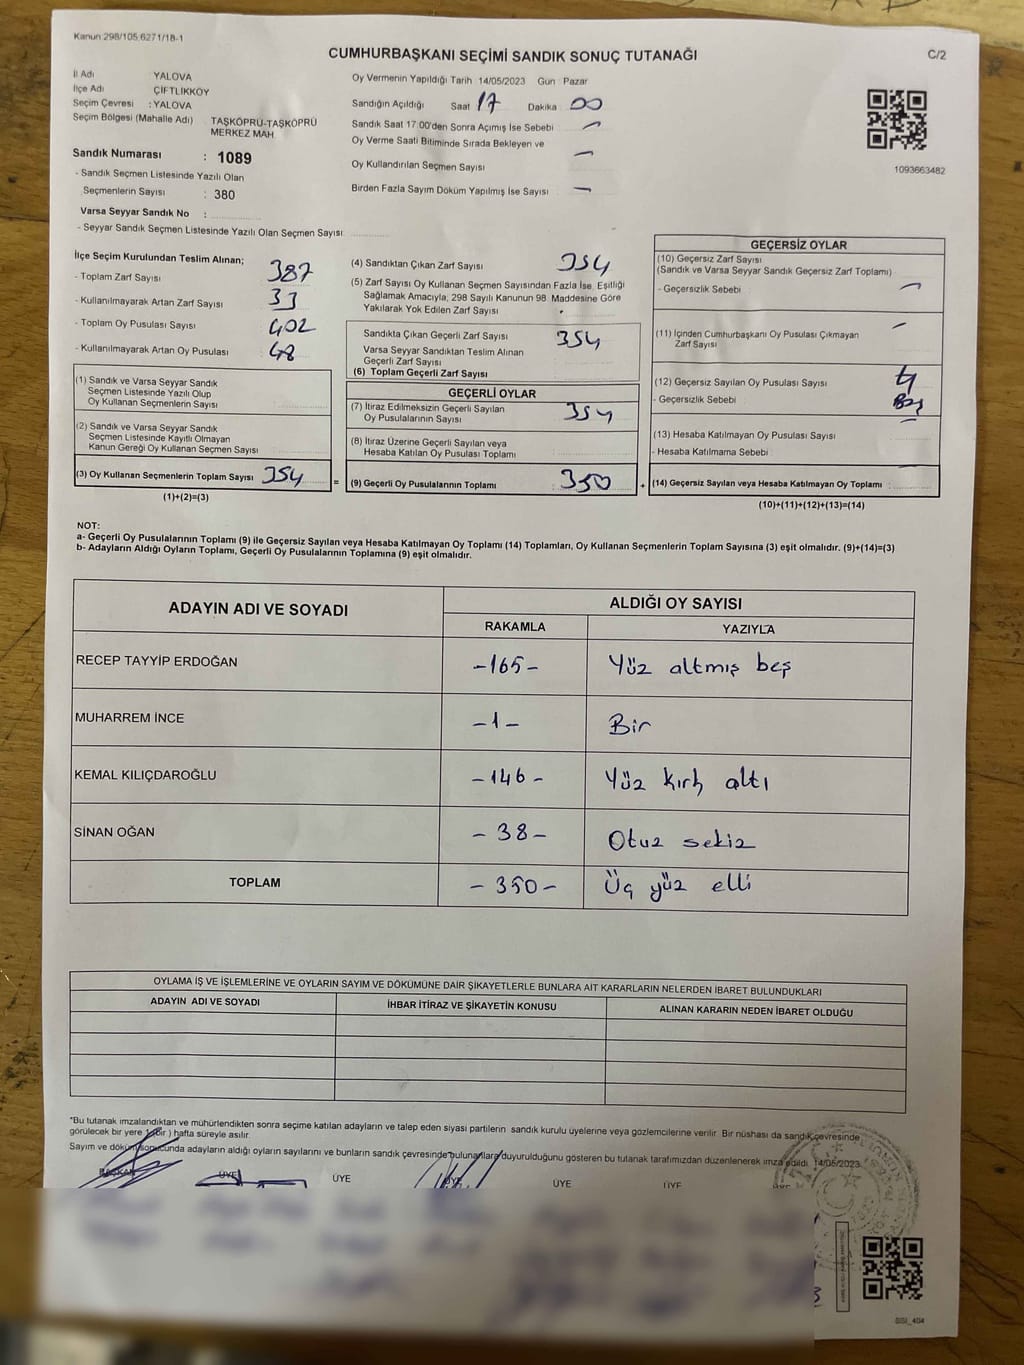 Kanun:298/105,6271/18-1
CUMHURBAŞKANI SEÇİMİ SANDIK SONUÇ TUTANAĞI
C/2
İl Adı YALOVA
İlçe Adı ÇİFTLİKKÖY
Seçim Çevresi : YALOVA
Seçim Bölgesi (Mahalle Adı) TAŞKÖPRÜ-TAŞKÖPRÜ
MERKEZ MAH.
Sandık Numarası : 1089
- Sandık Seçmen Listesinde Yazılı Olan
Seçmenlerin Sayısı : 380
Varsa Seyyar Sandık No :
- Seyyar Sandık Seçmen Listesinde Yazılı Olan Seçmen Sayısı
Oy Vermenin Yapıldığı Tarih 14/05/2023 Gün : Pazar
Sandığın Açıldığı Saat 17 Dakika 00
Sandık Saat 17:00'den Sonra Açımış İse Sebebi —
Oy Verme Saati Bitiminde Sırada Bekleyen ve
Oy Kullandırılan Seçmen Sayısı —
Birden Fazla Sayım Döküm Yapılmış İse Sayısı —
1093663482
İlçe Seçim Kurulundan Teslim Alınan;
- Toplam Zarf Sayısı 387
- Kullanılmayarak Artan Zarf Sayısı 33
- Toplam Oy Pusulası Sayısı 402
- Kullanılmayarak Artan Oy Pusulası 48
(1) Sandık ve Varsa Seyyar Sandık
Seçmen Listesinde Yazılı Olup
Oy Kullanan Seçmenlerin Sayısı
(2) Sandık ve Varsa Seyyar Sandık
Seçmen Listesinde Kayıtlı Olmayan
Kanun Gereği Oy Kullanan Seçmen Sayısı
(3) Oy Kullanan Seçmenlerin Toplam Sayısı 354
(1)+(2)=(3)
(4) Sandıktan Çıkan Zarf Sayısı 354
(5) Zarf Sayısı Oy Kullanan Seçmen Sayısından Fazla İse, Eşitliği
Sağlamak Amacıyla, 298 Sayılı Kanunun 98. Maddesine Göre
Yakılarak Yok Edilen Zarf Sayısı
Sandıkta Çıkan Geçerli Zarf Sayısı 354
Varsa Seyyar Sandıktan Teslim Alınan
Geçerli Zarf Sayısı
(6) Toplam Geçerli Zarf Sayısı
GEÇERLİ OYLAR
(7) İtiraz Edilmeksizin Geçerli Sayılan
Oy Pusulalarının Sayısı 354
(8) İtiraz Üzerine Geçerli Sayılan veya
Hesaba Katılan Oy Pusulası Toplamı
= (9) Geçerli Oy Pusulalarının Toplamı 350 +
GEÇERSİZ OYLAR
(10) Geçersiz Zarf Sayısı
(Sandık ve Varsa Seyyar Sandık Geçersiz Zarf Toplamı)
- Geçersizlik Sebebi : —
(11) İçinden Cumhurbaşkanı Oy Pusulası Çıkmayan —
Zarf Sayısı
(12) Geçersiz Sayılan Oy Pusulası Sayısı 4
- Geçersizlik Sebebi : Boş
(13) Hesaba Katılmayan Oy Pusulası Sayısı —
- Hesaba Katılmama Sebebi :
(14) Geçersiz Sayılan veya Hesaba Katılmayan Oy Toplamı :
(10)+(11)+(12)+(13)=(14)
NOT:
a- Geçerli Oy Pusulalarının Toplamı (9) ile Geçersiz Sayılan veya Hesaba Katılmayan Oy Toplamı (14) Toplamları, Oy Kullanan Seçmenlerin Toplam Sayısına (3) eşit olmalıdır. (9)+(14)=(3)
b- Adayların Aldığı Oyların Toplamı, Geçerli Oy Pusulalarının Toplamına (9) eşit olmalıdır.
ADAYIN ADI VE SOYADI ALDIĞI OY SAYISI
RAKAMLA YAZIYLA
RECEP TAYYİP ERDOĞAN -165- Yüz altmış beş
MUHARREM İNCE -1- Bir
KEMAL KILIÇDAROĞLU -146- Yüz kırk altı
SİNAN OĞAN -38- Otuz sekiz
TOPLAM -350- Üç yüz elli
OYLAMA İŞ VE İŞLEMLERİNE VE OYLARIN SAYIM VE DÖKÜMÜNE DAİR ŞİKAYETLERLE BUNLARA AİT KARARLARIN NELERDEN İBARET BULUNDUKLARI
ADAYIN ADI VE SOYADI İHBAR İTİRAZ VE ŞİKAYETİN KONUSU ALINAN KARARIN NEDEN İBARET OLDUĞU
*Bu tutanak imzalandıktan ve mühürlendikten sonra seçime katılan adayların ve talep eden siyasi partilerin sandık kurulu üyelerine veya gözlemcilerine verilir. Bir nüshası da sandık çevresinde
görülecek bir yere 1 (bir ) hafta süreyle asılır.
Sayım ve döküm sonucunda adayların aldığı oyların sayılarını ve bunların sandık çevresinde bulunanlara duyurulduğunu gösteren bu tutanak tarafımızdan düzenlenerek imza edildi. 14/05/2023
BAŞKAN ÜYE ÜYE ÜYE ÜYE ÜYE